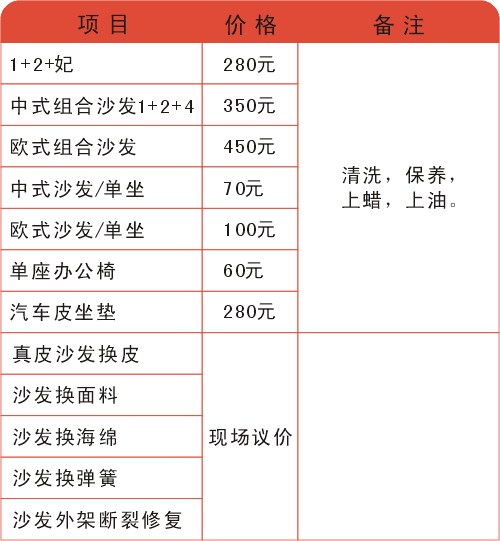 项目 价格 备注
1+2+妃 280元
中式组合沙发1+2+4 350元
欧式组合沙发 450元
中式沙发/单坐 70元
清洗，保养，
上蜡，上油。
欧式沙发/单坐 100元
单座办公椅 60元
汽车皮坐垫 280元
真皮沙发换皮
沙发换面料
沙发换海绵 现场议价
沙发换弹簧
沙发外架断裂修复